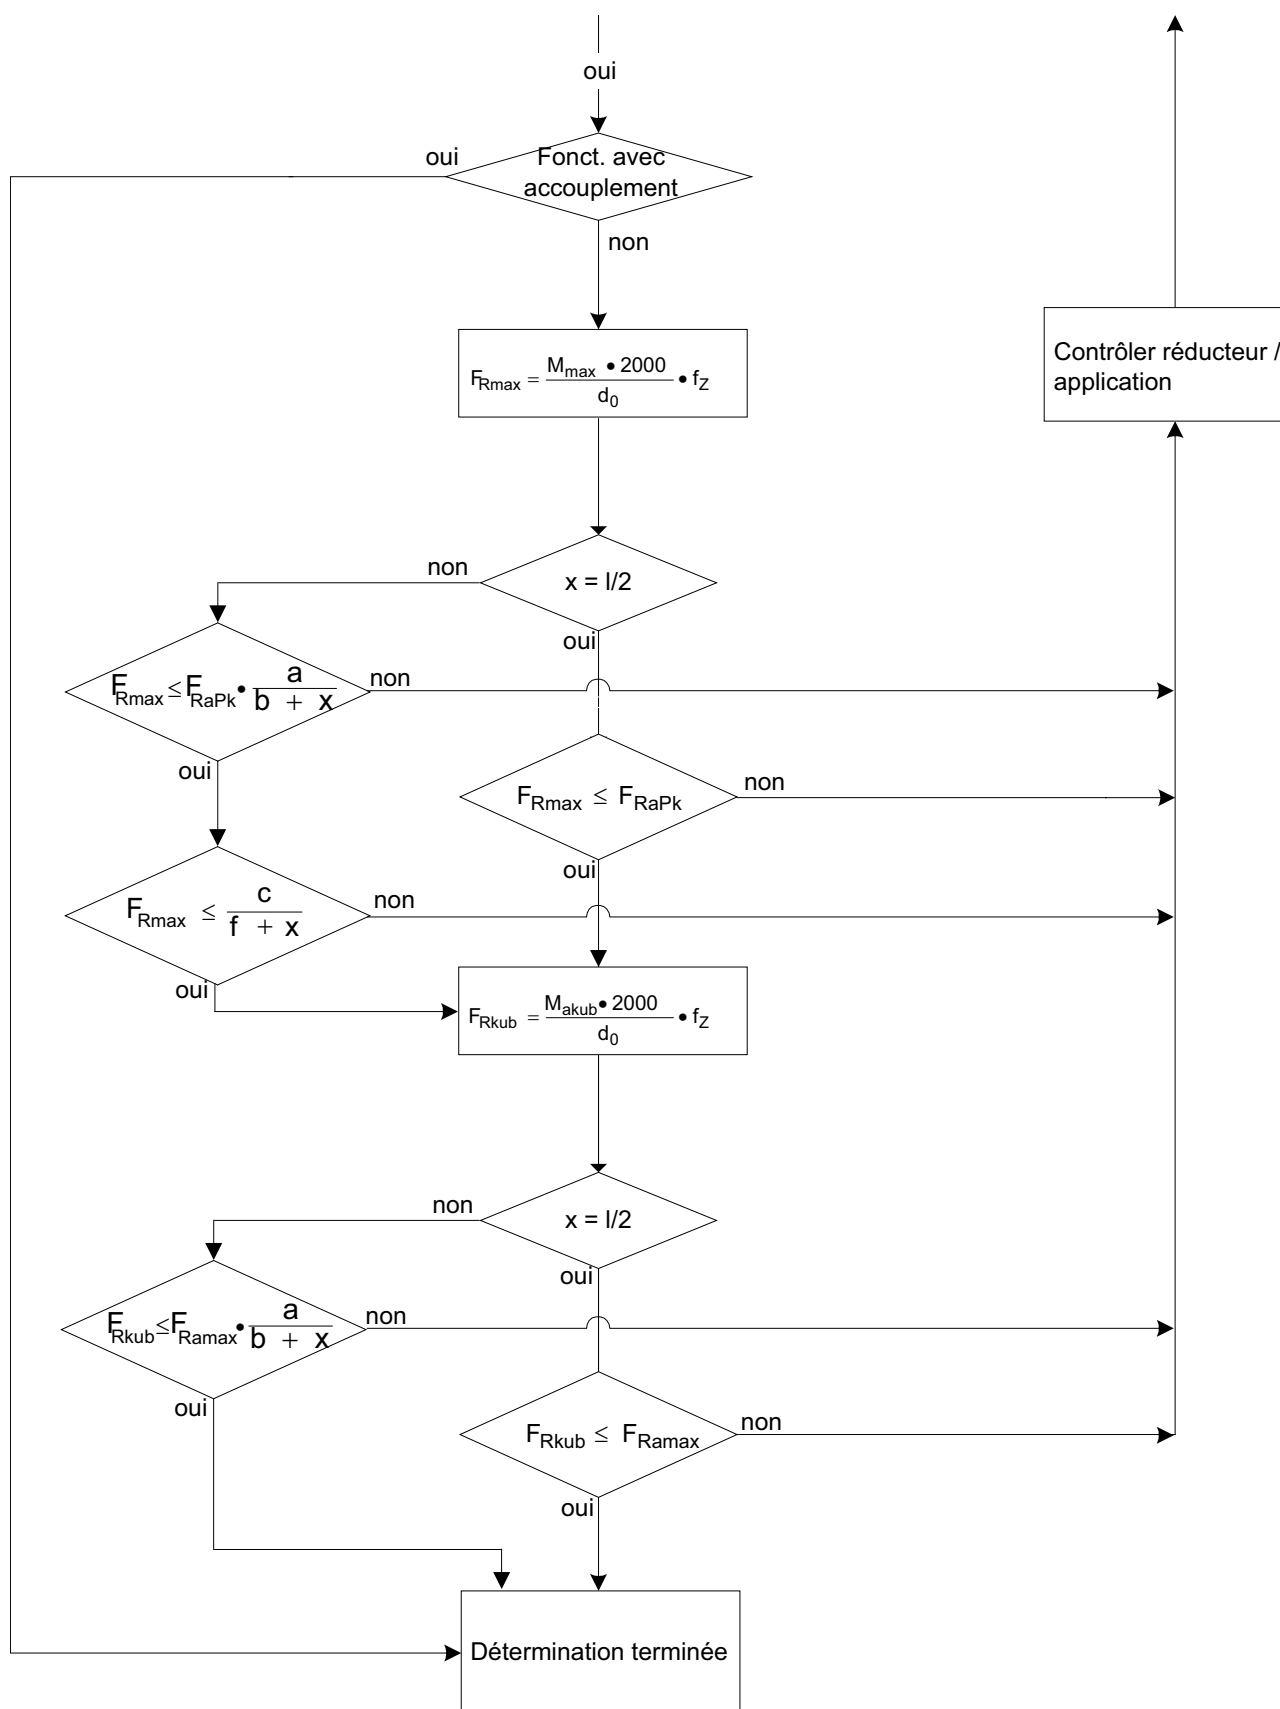 oui
oui
Fonct. avec
accouplement
non
F_Rmax = M_max • 2000 / d_0 • f_Z
Contrôler réducteur /
application
non
x = l/2
oui
F_Rmax ≤ F_RaPk • a / b + x
non
oui
F_Rmax ≤ F_RaPk
non
oui
F_Rmax ≤ c / f + x
non
oui
F_Rkub = M_akub • 2000 / d_0 • f_Z
non
x = l/2
oui
F_Rkub ≤ F_Ramax • a / b + x
non
oui
F_Rkub ≤ F_Ramax
non
oui
Détermination terminée